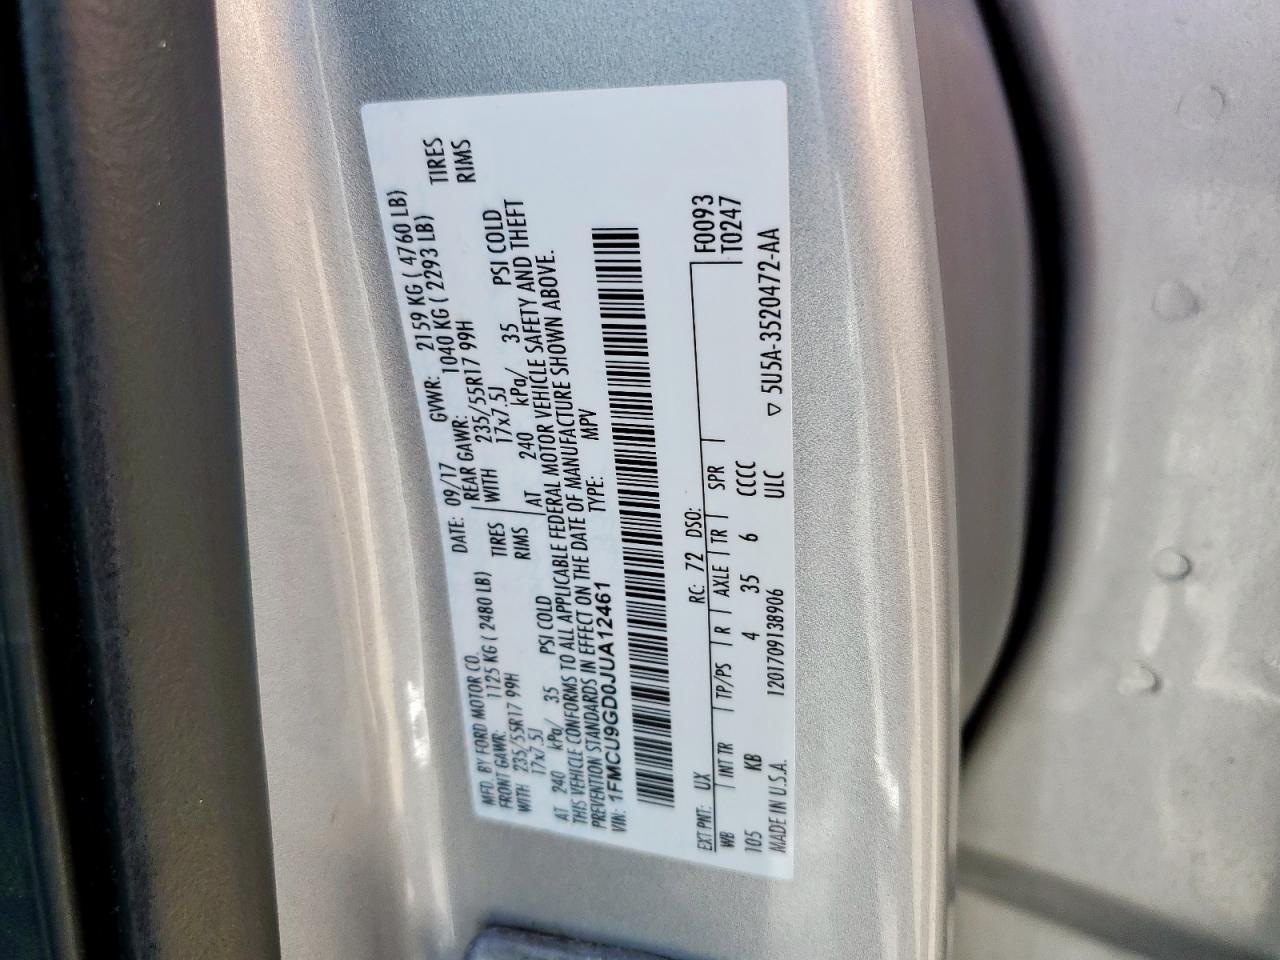 MFD. BY FORD MOTOR CO.
DATE: 09/17 GVWR: 2159 KG ( 4760 LB)
FRONT GAWR: 1125 KG ( 2480 LB) REAR GAWR: 1040 KG ( 2293 LB)
WITH 235/55R17 99H TIRES WITH 235/55R17 99H TIRES
17x7.5J RIMS 17x7.5J RIMS
AT 240 kPa/ 35 PSI COLD AT 240 kPa/ 35 PSI COLD
THIS VEHICLE CONFORMS TO ALL APPLICABLE FEDERAL MOTOR VEHICLE SAFETY AND THEFT
PREVENTION STANDARDS IN EFFECT ON THE DATE OF MANUFACTURE SHOWN ABOVE.
VIN: 1FMCU9GD0JUA12461 TYPE: MPV
EXT PNT: UX RC: 72 DSO: F0093
WB INT TR TP/PS R AXLE TR SPR T0247
105 KB 4 35 6 CCCC
MADE IN U.S.A. 1201709138906 ULC ▽ 5U5A-3520472-AA